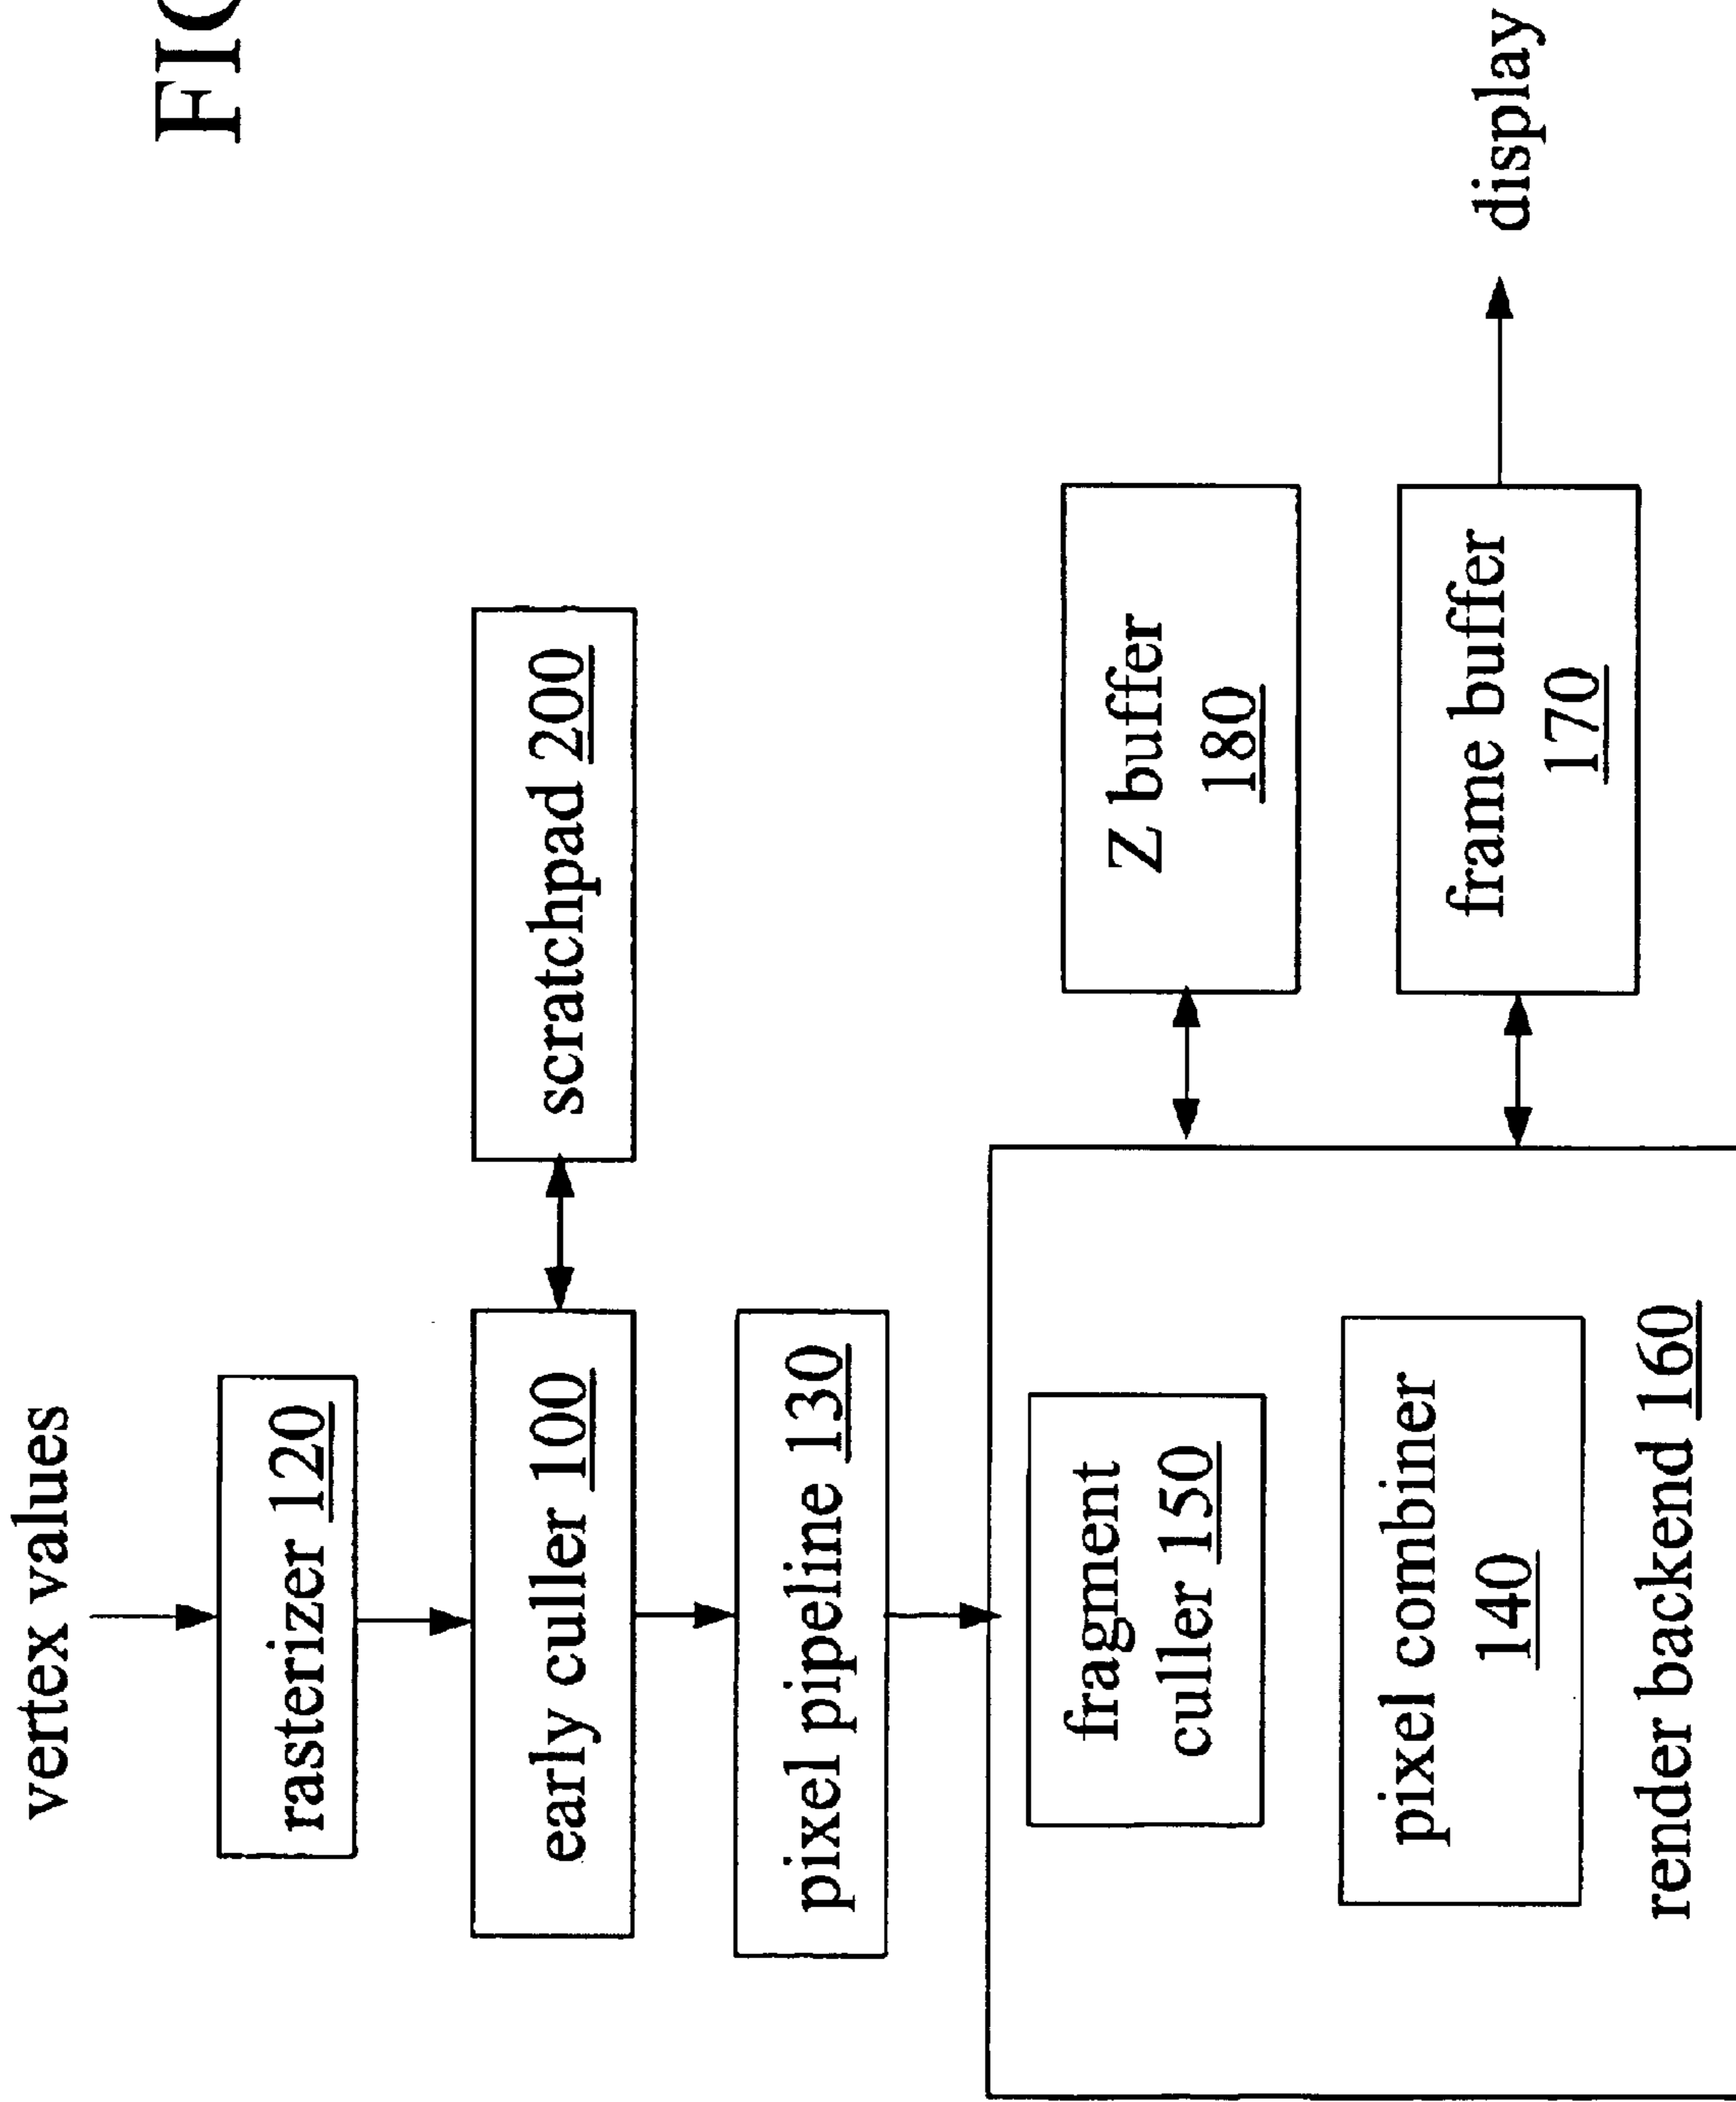 FIG
vertex values
rasterizer 120
early culler 100
scratchpad 200
pixel pipeline 130
fragment
culler 150
pixel combiner
140
render backend 160
Z buffer
180
frame buffer
170
display